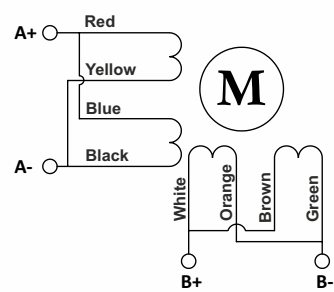 A+
Red
Yellow
Blue
A-
Black
M
White
Orange
Brown
Green
B+
B-